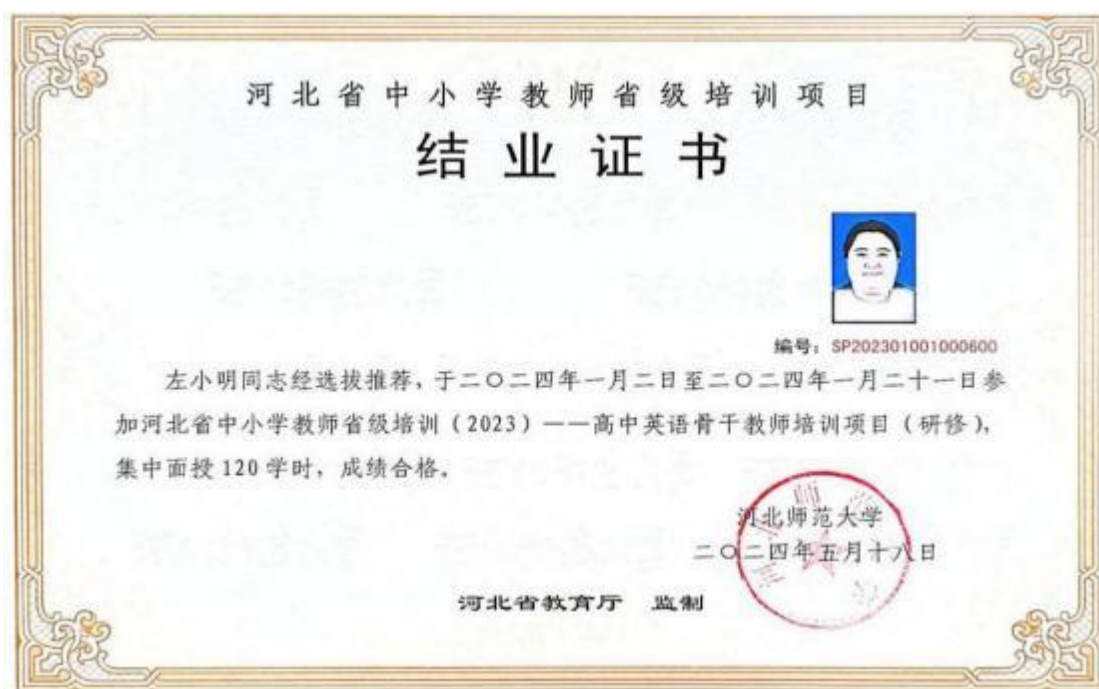 河北省中小学教师省级培训项目
结业证书
编号：SP202301001000600
左小明同志经选拔推荐，于二〇二四年一月二日至二〇二四年一月二十一日参
加河北省中小学教师省级培训（2023）——高中英语骨干教师培训项目（研修），
集中面授120学时，成绩合格。
河北师范大学
二〇二四年五月十八日
河北省教育厅 监制